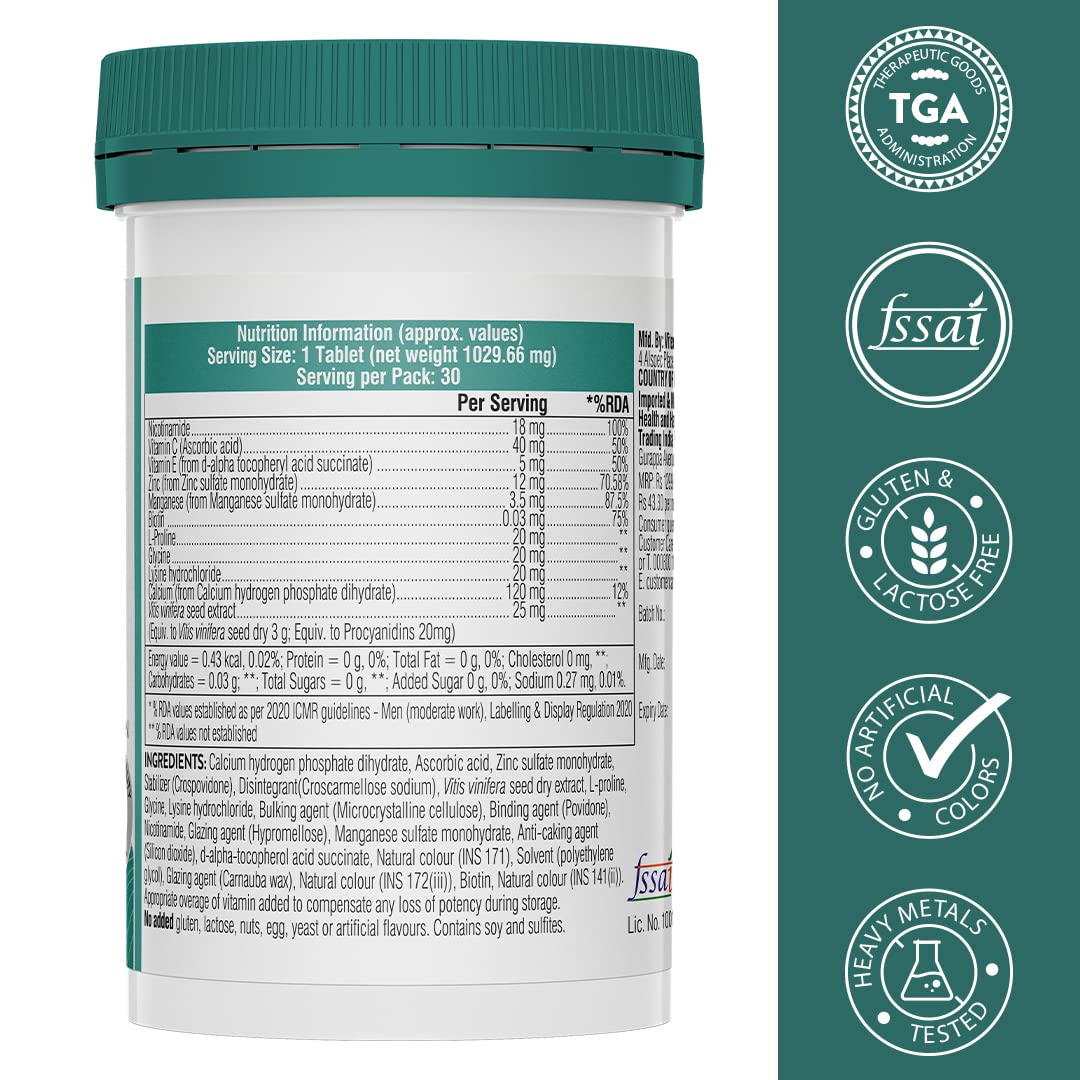 Nutrition Information (approx. values)
Serving Size: 1 Tablet (net weight 1029.66 mg)
Serving per Pack: 30
Per Serving *%RDA
Nicotinamide 18 mg 100%
Vitamin C (Ascorbic acid) 40 mg 50%
Vitamin E (from d-alpha tocopheryl acid succinate) 5 mg 50%
Zinc (from Zinc sulfate monohydrate) 12 mg 70.58%
Manganese (from Manganese sulfate monohydrate) 3.5 mg 87.5%
Biotin 0.03 mg 75%
L-Proline 20 mg **
Glycine 20 mg **
Lysine hydrochloride 20 mg **
Calcium (from Calcium hydrogen phosphate dihydrate) 120 mg 12%
Vitis vinifera seed extract 25 mg **
(Equiv. to Vitis vinifera seed dry 3 g; Equiv. to Procyanidins 20mg)
Energy value = 0.43 kcal, 0.02%; Protein = 0 g, 0%; Total Fat = 0 g, 0%; Cholesterol 0 mg, **;
Carbohydrates = 0.03 g; **; Total Sugars = 0 g, **; Added Sugar 0 g, 0%; Sodium 0.27 mg, 0.01%.
*% RDA values established as per 2020 ICMR guidelines - Men (moderate work), Labelling & Display Regulation 2020
**% RDA values not established
INGREDIENTS: Calcium hydrogen phosphate dihydrate, Ascorbic acid, Zinc sulfate monohydrate,
Stabilizer (Crospovidone), Disintegrant(Croscarmellose sodium), Vitis vinifera seed dry extract, L-proline,
Glycine, Lysine hydrochloride, Bulking agent (Microcrystalline cellulose), Binding agent (Povidone),
Nicotinamide, Glazing agent (Hypromellose), Manganese sulfate monohydrate, Anti-caking agent
(Silicon dioxide), d-alpha-tocopherol acid succinate, Natural colour (INS 171), Solvent (polyethylene
glycol), Glazing agent (Carnauba wax), Natural colour (INS 172(iii)), Biotin, Natural colour (INS 141(ii)).
Appropriate overage of vitamin added to compensate any loss of potency during storage.
No added gluten, lactose, nuts, egg, yeast or artificial flavours. Contains soy and sulfites.
Mfd. By:
COUNTRY OF
Imported &
Health and
Trading India
MRP Rs
Rs 43.30
Customer
or T.
E.
Batch No.:
Mfg. Date:
Expiry Date:
fssai
Lic. No.
THERAPEUTIC GOODS
TGA
ADMINISTRATION
fssai
GLUTEN &
LACTOSE FREE
NO ARTIFICIAL
COLORS
HEAVY METALS
TESTED